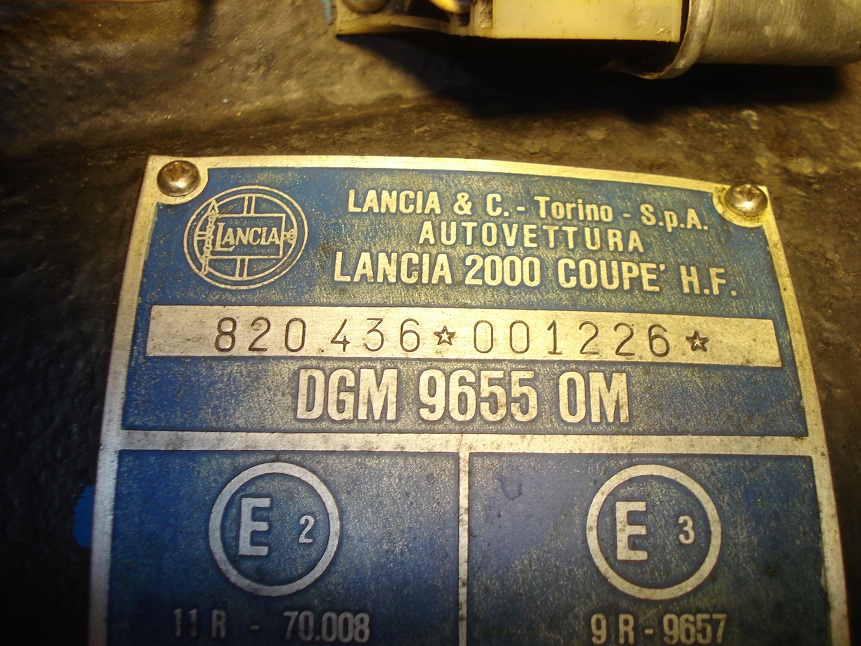 LANCIA
LANCIA & C. - Torino - S.p.A.
AUTOVETTURA
LANCIA 2000 COUPE' H.F.
820.436☆001226☆
DGM 9655 OM
E 2
11 R - 70.008
E 3
9 R - 9657